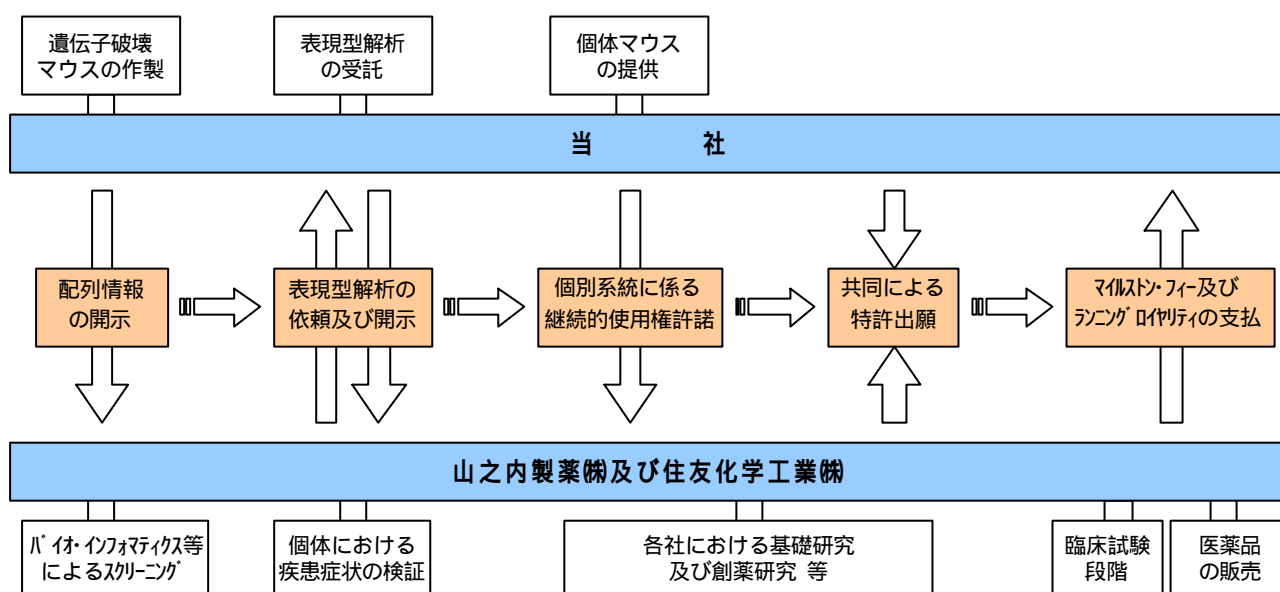 遺伝子破壊
マウスの作製
表現型解析
の受託
個体マウス
の提供
当　　　社
配列情報
の開示
表現型解析の
依頼及び開示
個別系統に係る
継続的使用権許諾
共同による
特許出願
ﾏｲﾙｽﾄﾝ･ﾌｨｰ及び
ﾗﾝﾆﾝｸﾞﾛｲﾔﾘﾃｨの支払
山之内製薬㈱及び住友化学工業㈱
ﾊﾞｲｵ･ｲﾝﾌｫﾏﾃｨｸｽ等
によるｽｸﾘｰﾆﾝｸﾞ
個体における
疾患症状の検証
各社における基礎研究
及び創薬研究 等
臨床試験
段階
医薬品
の販売